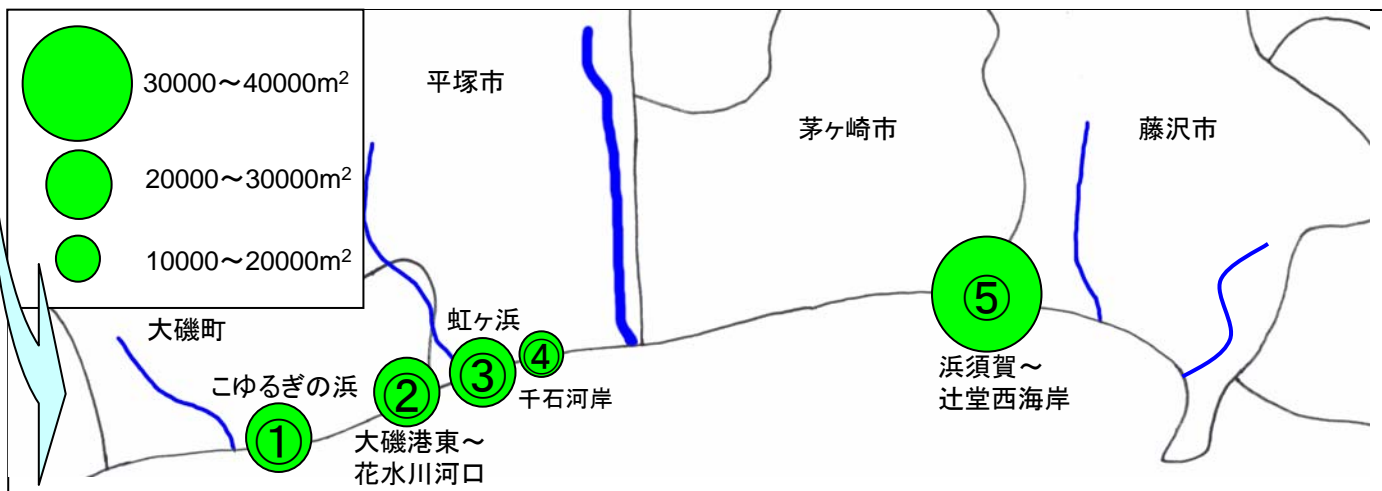 30000～40000m²
20000～30000m²
10000～20000m²
平塚市
茅ヶ崎市
藤沢市
大磯町
虹ヶ浜
こゆるぎの浜
千石河岸
大磯港東～
花水川河口
浜須賀～
辻堂西海岸
①
②
③
④
⑤